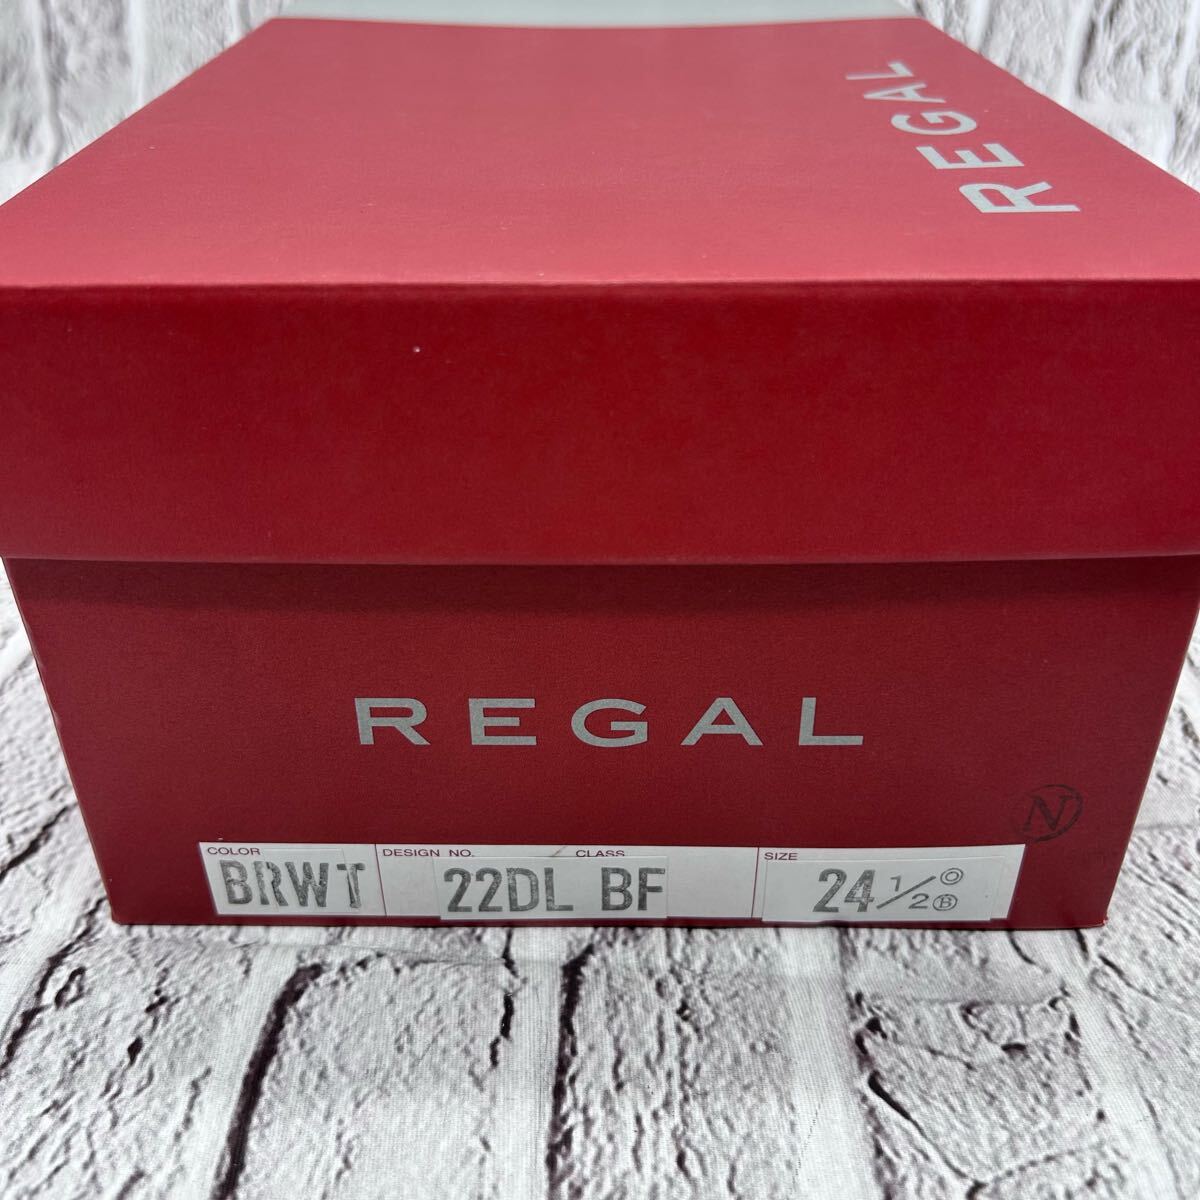 REGAL
REGAL
N
COLOR DESIGN NO. CLASS SIZE
BRWT 22DL BF 24 1/2 O B